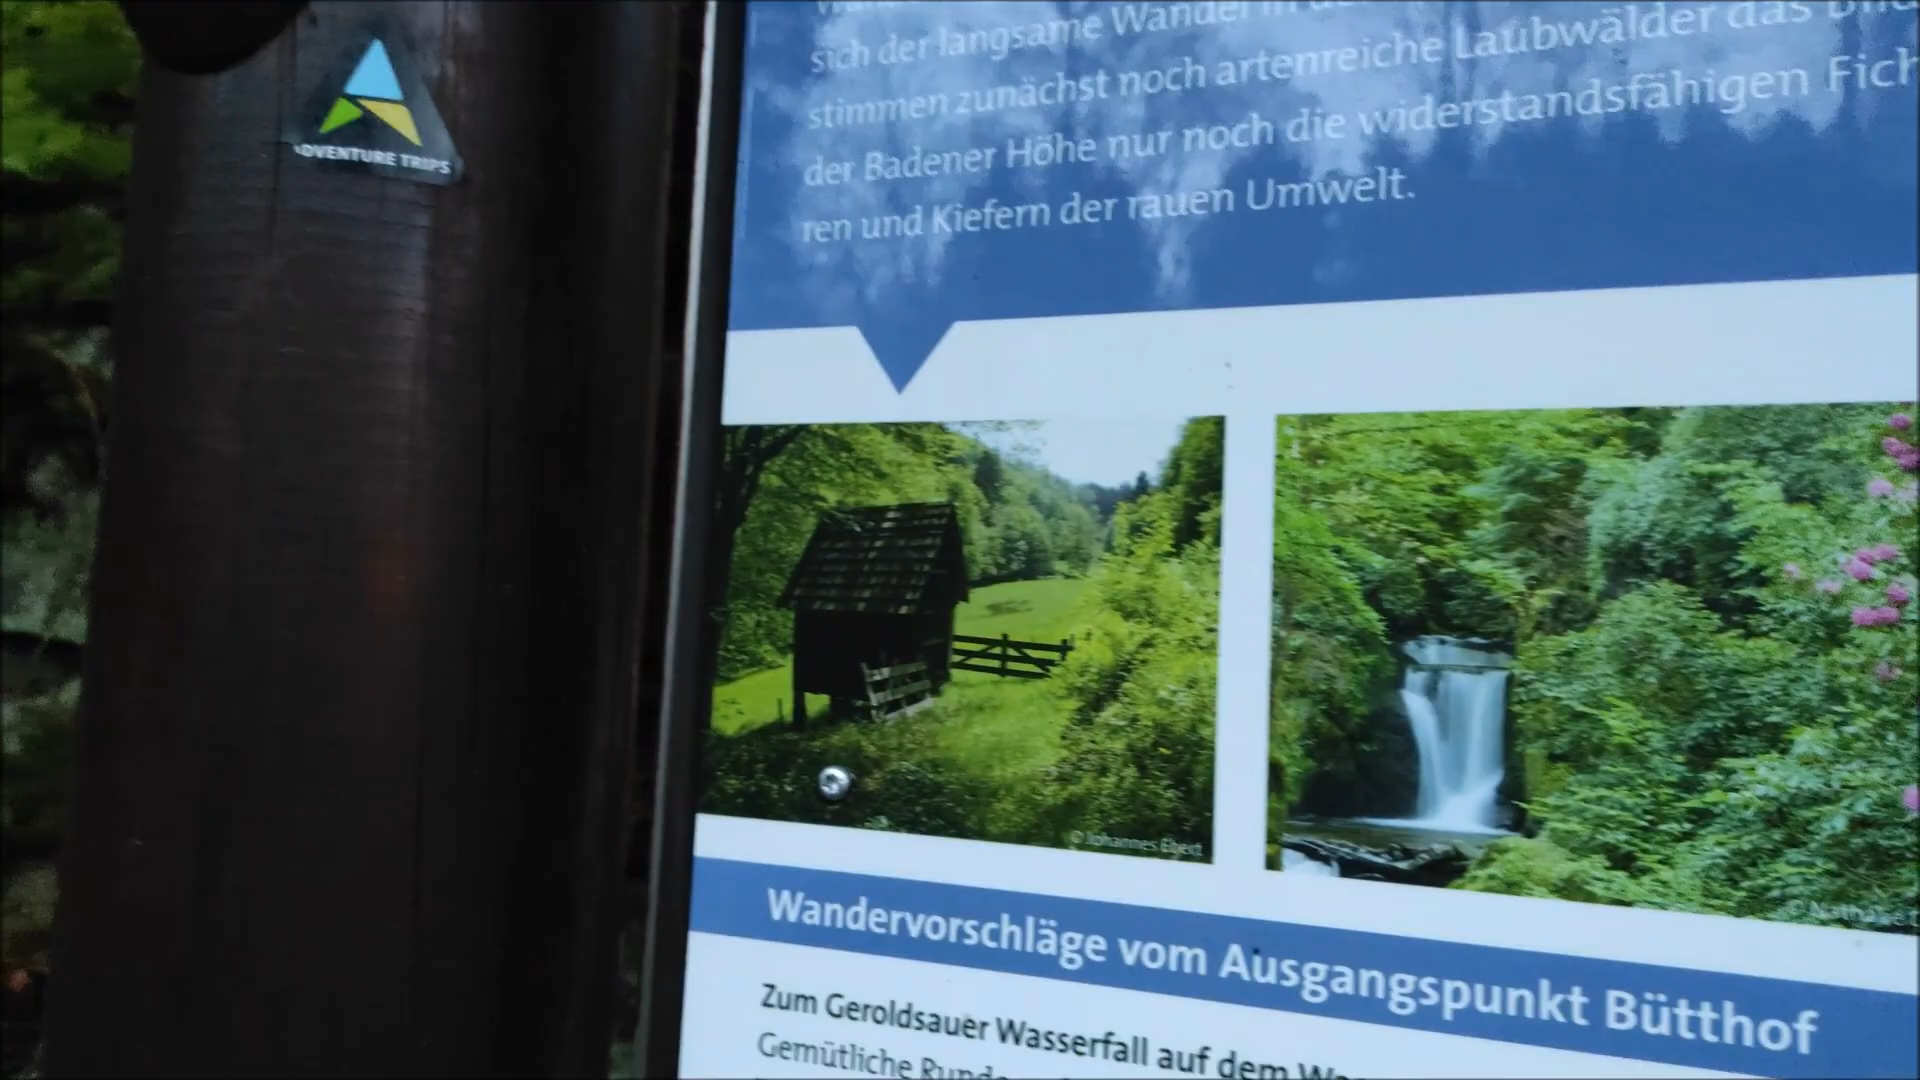 ADVENTURE TRIPS
sich der langsame Wandel in
stimmen zunächst noch artenreiche Laubwälder das
der Badener Höhe nur noch die widerstandsfähigen Fich
ren und Kiefern der rauen Umwelt.
© Johannes Ebert
Wandervorschläge vom Ausgangspunkt Bütthof
Zum Geroldsauer Wasserfall auf dem
Gemütliche